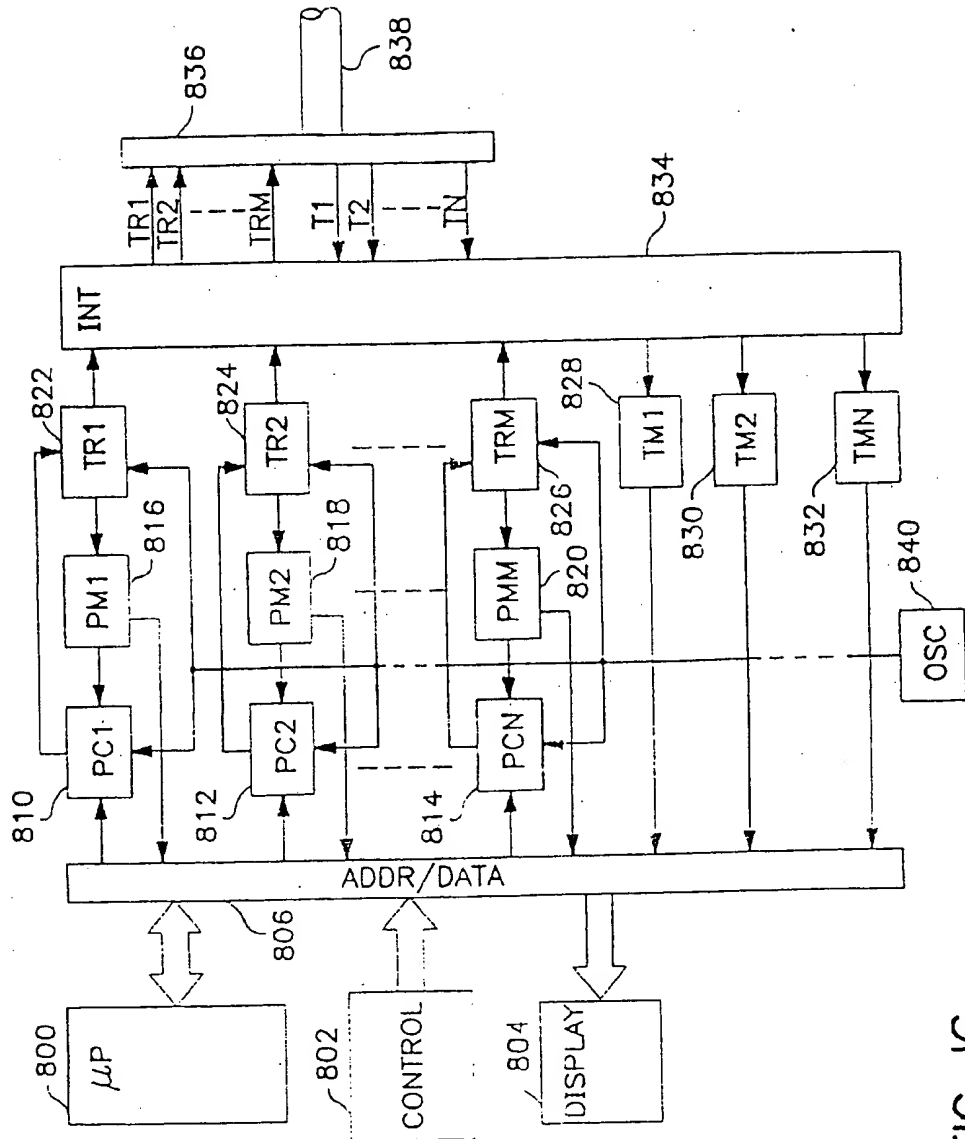 800
µP
802
CONTROL
804
DISPLAY
806
ADDR/DATA
810
PC1
812
PC2
814
PCN
PM1
816
PM2
818
PMM
820
TR1
822
TR2
824
TRM
826
TM1
828
TM2
830
TMN
832
OSC
840
INT
834
TR1
TR2
TRM
T1
T2
TN
836
838